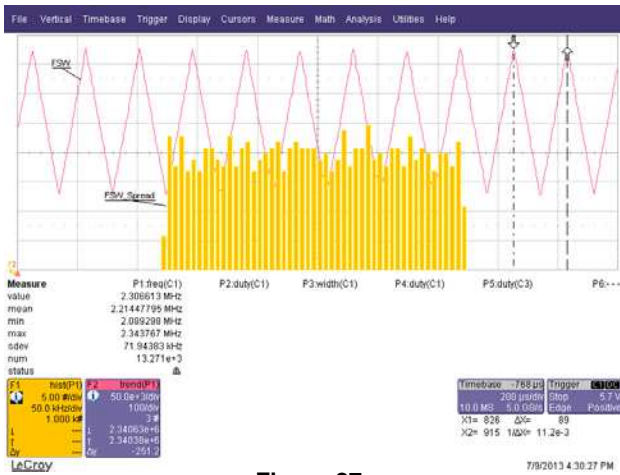 File Vertical Timebase Trigger Display Cursors Measure Math Analysis Utilities Help
FSW
FSW_Spread
F2
Measure P1:freq(C1) P2:duty(C1) P3:width(C1) P4:duty(C1) P5:duty(C3) P6:- - -
value 2.306613 MHz
mean 2.21447795 MHz
min 2.089298 MHz
max 2.343767 MHz
sdev 71.94383 kHz
num 13.271e+3
status
F1 hist(P1) F2 trend(P1)
5.00 #/div 50.0e+3/div
50.0 kHz/div 100/div
1.000 k# 3 #
--- 2.34063e+6
--- 2.34038e+6
Δy --- Δy -251.2
Timebase -768 µs Trigger C1 DC
200 µs/div Stop 5.7 V
10.0 MS 5.0 GS/s Edge Positive
X1= 826 ΔX= 89
X2= 915 1/ΔX= 11.2e-3
LeCroy 7/9/2013 4:30:27 PM